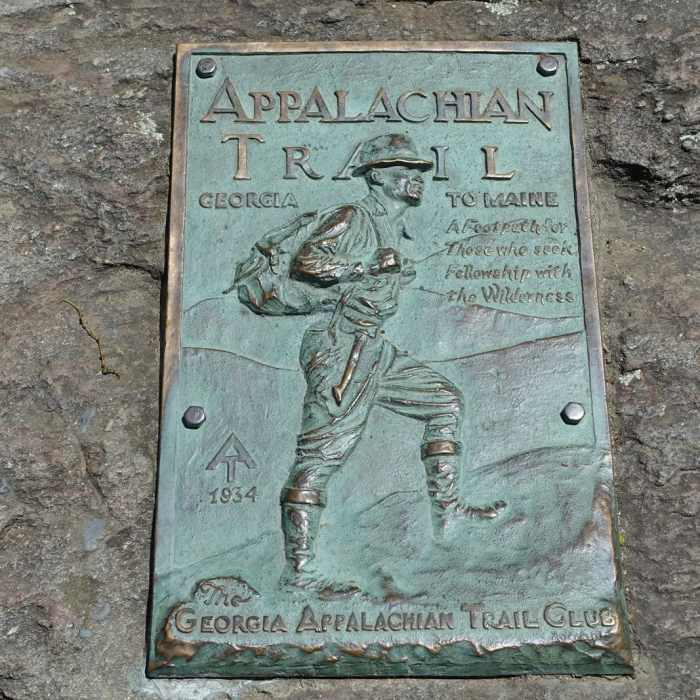 APPALACHIAN
TRAIL
GEORGIA TO MAINE
A Footpath for
Those who seek
Fellowship with
the Wilderness
AT
1934
The
GEORGIA APPALACHIAN TRAIL CLUB